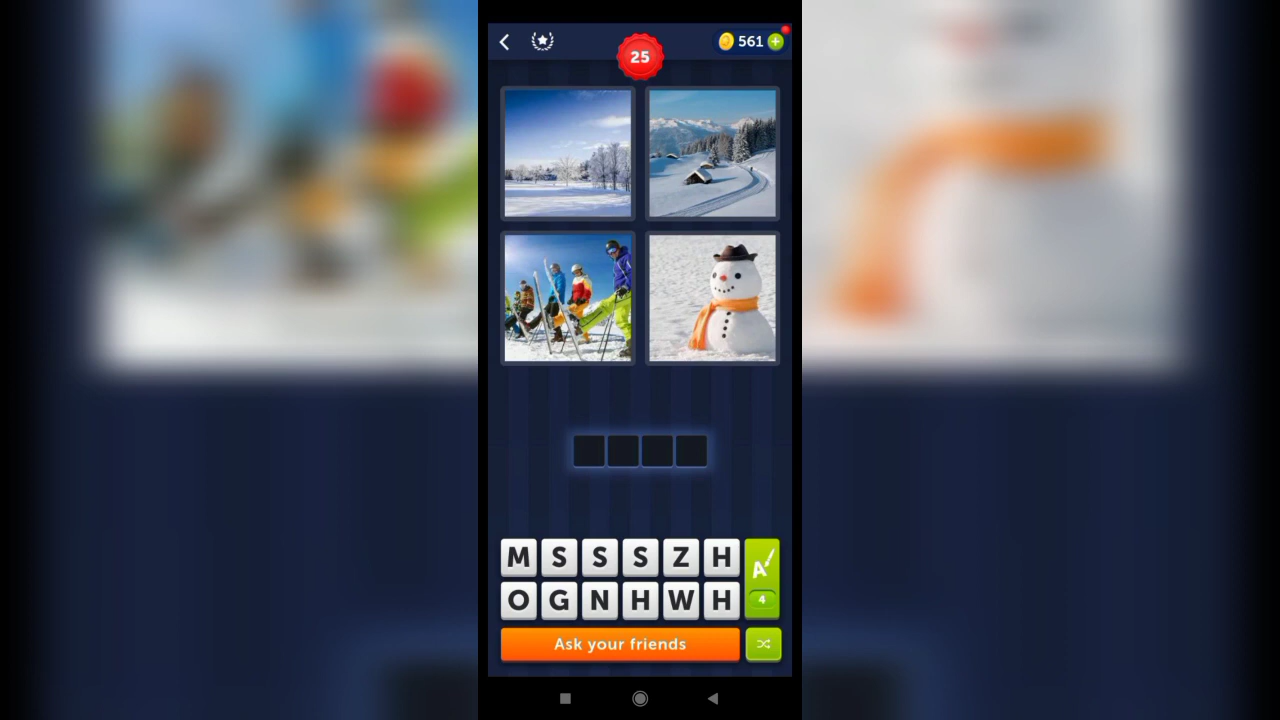 25
561
M S S S Z H
O G N H W H
4
Ask your friends